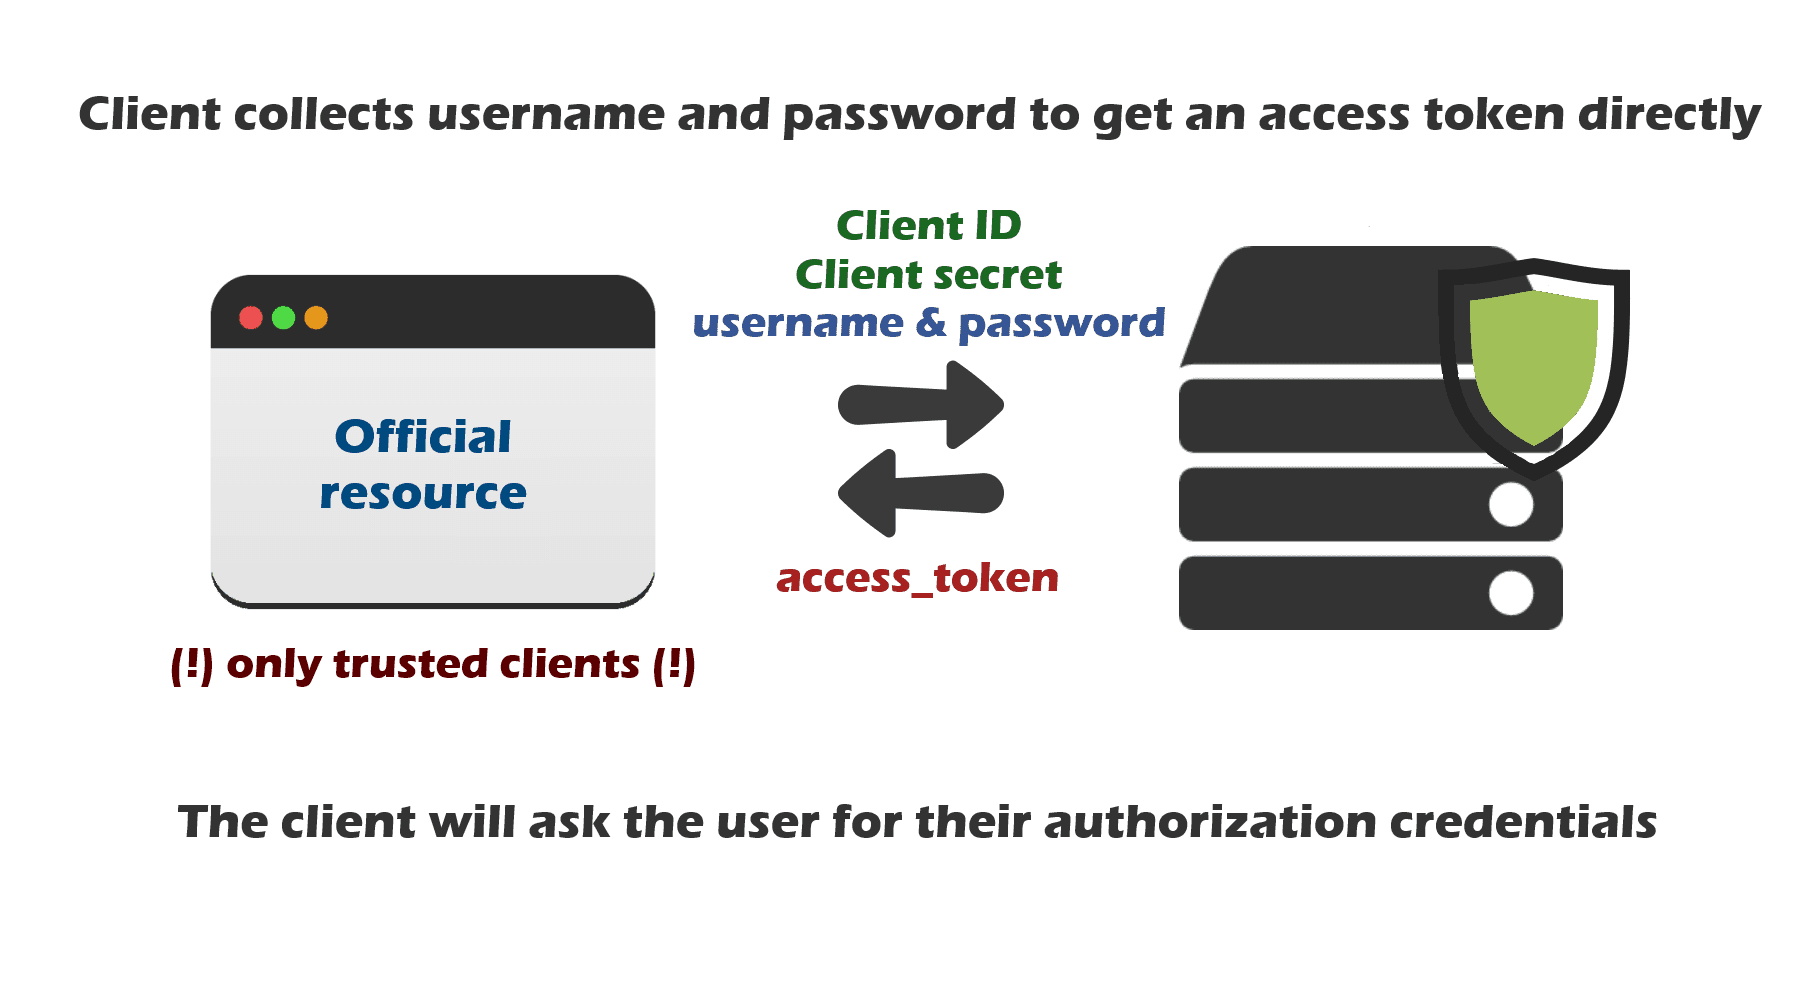 Client collects username and password to get an access token directly
Client ID
Client secret
username & password
Official
resource
access_token
(!) only trusted clients (!)
The client will ask the user for their authorization credentials